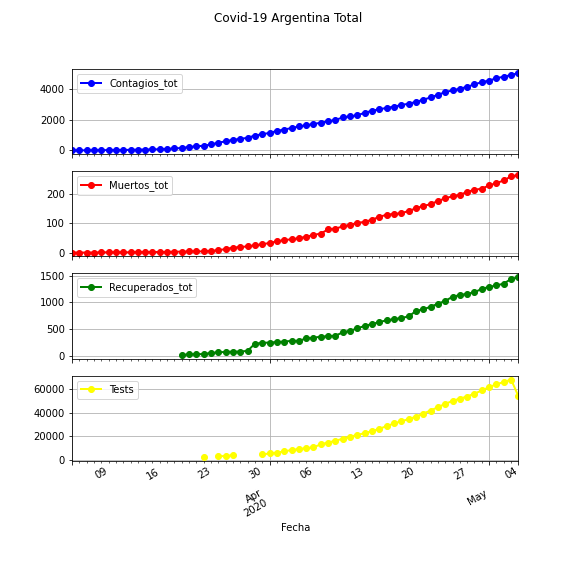 Covid-19 Argentina Total
Contagios_tot
4000
2000
0
Muertos_tot
200
100
0
Recuperados_tot
1500
1000
500
0
Tests
60000
40000
20000
0
09 16 23 30 06 13 20 27 04
Apr May
2020
Fecha